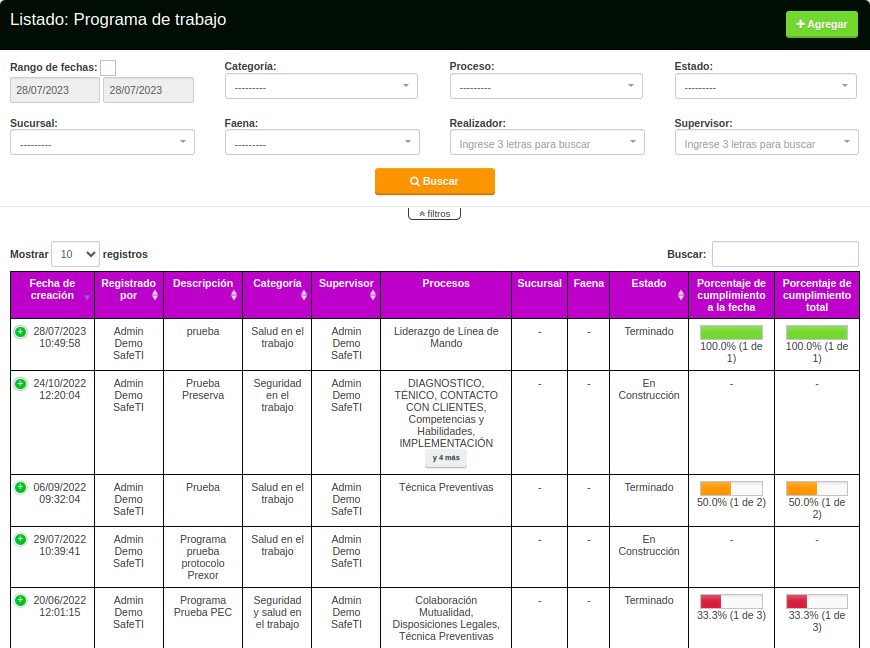 Listado: Programa de trabajo
Agregar
Rango de fechas:
Categoría:
Proceso:
Estado:
28/07/2023
28/07/2023
---------
---------
---------
Sucursal:
Faena:
Realizador:
Supervisor:
---------
---------
Ingrese 3 letras para buscar
Ingrese 3 letras para buscar
Buscar
filtros
Mostrar 10 registros
Buscar:
Fecha de creación
Registrado por
Descripción
Categoría
Supervisor
Procesos
Sucursal
Faena
Estado
Porcentaje de cumplimiento a la fecha
Porcentaje de cumplimiento total
28/07/2023 10:49:58
Admin Demo SafeTI
prueba
Salud en el trabajo
Admin Demo SafeTI
Liderazgo de Línea de Mando
-
-
Terminado
100.0% (1 de 1)
100.0% (1 de 1)
24/10/2022 12:20:04
Admin Demo SafeTI
Prueba Preserva
Seguridad en el trabajo
Admin Demo SafeTI
DIAGNOSTICO, TÉNICO, CONTACTO CON CLIENTES, Competencias y Habilidades, IMPLEMENTACIÓN
y 4 más
-
-
En Construcción
-
-
06/09/2022 09:32:04
Admin Demo SafeTI
Prueba
Salud en el trabajo
Admin Demo SafeTI
Técnica Preventivas
-
-
Terminado
50.0% (1 de 2)
50.0% (1 de 2)
29/07/2022 10:39:41
Admin Demo SafeTI
Programa prueba protocolo Prexor
Salud en el trabajo
Admin Demo SafeTI
-
-
En Construcción
-
-
20/06/2022 12:01:15
Admin Demo SafeTI
Programa Prueba PEC
Seguridad y salud en el trabajo
Admin Demo SafeTI
Colaboración Mutualidad, Disposiciones Legales, Técnica Preventivas
-
-
Terminado
33.3% (1 de 3)
33.3% (1 de 3)